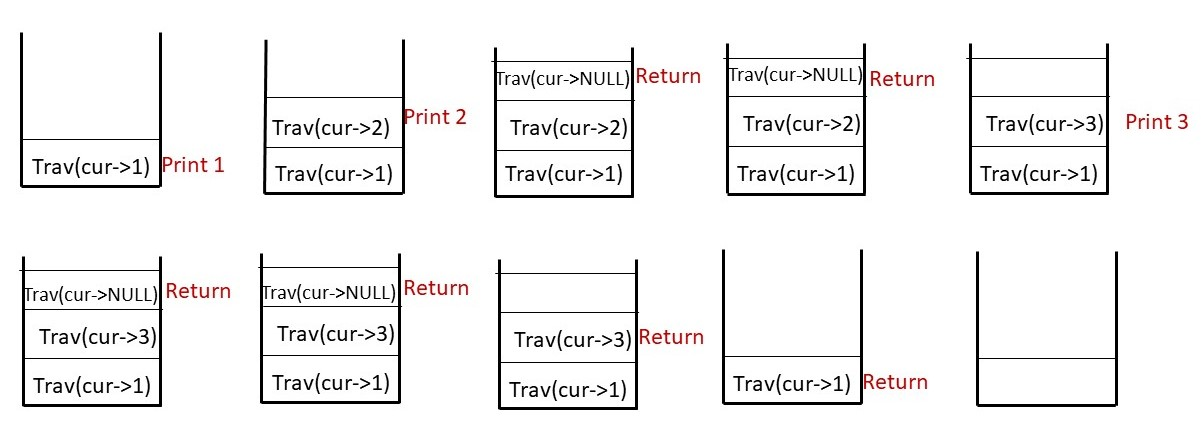 Trav(cur->1) Print 1
Trav(cur->2) Print 2
Trav(cur->1)
Trav(cur->NULL) Return
Trav(cur->2)
Trav(cur->1)
Trav(cur->NULL) Return
Trav(cur->2)
Trav(cur->1)
Trav(cur->3) Print 3
Trav(cur->1)
Trav(cur->NULL) Return
Trav(cur->3)
Trav(cur->1)
Trav(cur->NULL) Return
Trav(cur->3)
Trav(cur->1)
Trav(cur->3) Return
Trav(cur->1)
Trav(cur->1) Return